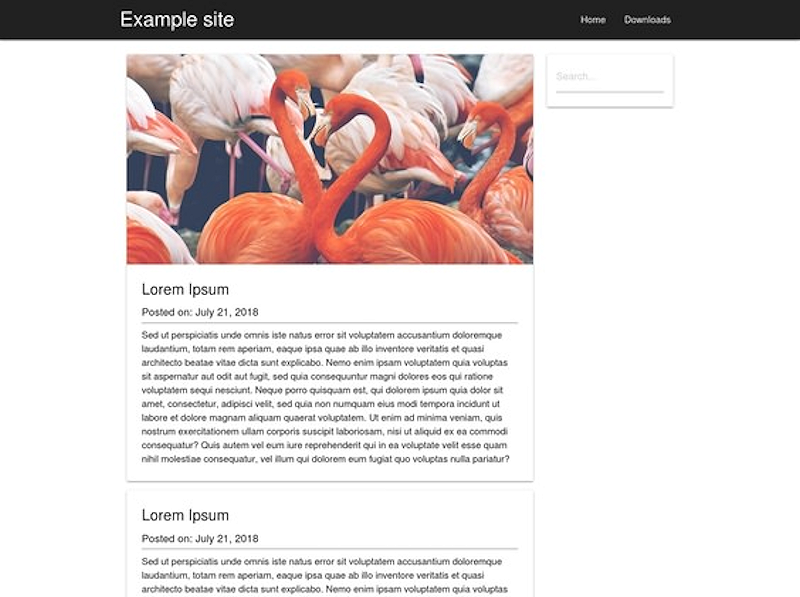 Example site
Home
Downloads
Search...
Lorem Ipsum
Posted on: July 21, 2018
Sed ut perspiciatis unde omnis iste natus error sit voluptatem accusantium doloremque
laudantium, totam rem aperiam, eaque ipsa quae ab illo inventore veritatis et quasi
architecto beatae vitae dicta sunt explicabo. Nemo enim ipsam voluptatem quia voluptas
sit aspernatur aut odit aut fugit, sed quia consequuntur magni dolores eos qui ratione
voluptatem sequi nesciunt. Neque porro quisquam est, qui dolorem ipsum quia dolor sit
amet, consectetur, adipisci velit, sed quia non numquam eius modi tempora incidunt ut
labore et dolore magnam aliquam quaerat voluptatem. Ut enim ad minima veniam, quis
nostrum exercitationem ullam corporis suscipit laboriosam, nisi ut aliquid ex ea commodi
consequatur? Quis autem vel eum iure reprehenderit qui in ea voluptate velit esse quam
nihil molestiae consequatur, vel illum qui dolorem eum fugiat quo voluptas nulla pariatur?
Lorem Ipsum
Posted on: July 21, 2018
Sed ut perspiciatis unde omnis iste natus error sit voluptatem accusantium doloremque
laudantium, totam rem aperiam, eaque ipsa quae ab illo inventore veritatis et quasi
architecto beatae vitae dicta sunt explicabo. Nemo enim ipsam voluptatem quia voluptas